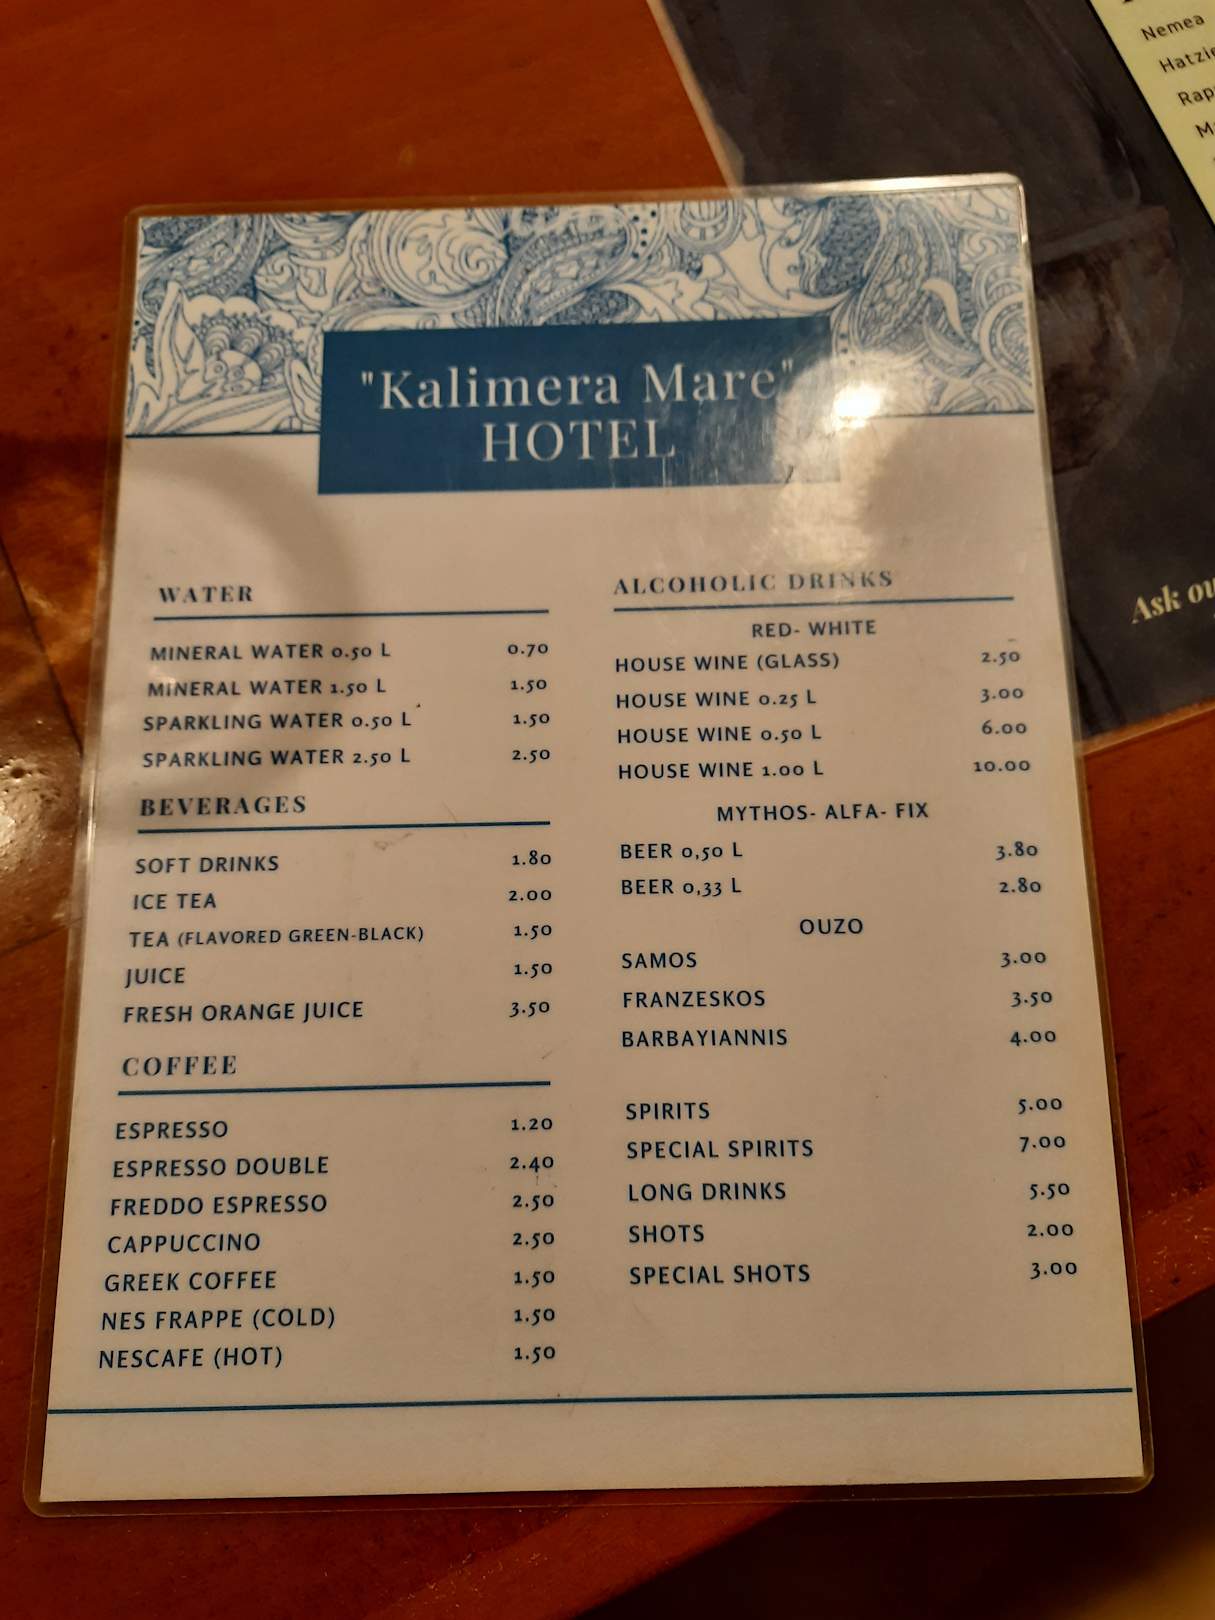 Nemea
"Kalimera Mare"
HOTEL
WATER
MINERAL WATER 0.50 L 0.70
MINERAL WATER 1.50 L 1.50
SPARKLING WATER 0.50 L 1.50
SPARKLING WATER 2.50 L 2.50
BEVERAGES
SOFT DRINKS 1.80
ICE TEA 2.00
TEA (FLAVORED GREEN-BLACK) 1.50
JUICE 1.50
FRESH ORANGE JUICE 3.50
COFFEE
ESPRESSO 1.20
ESPRESSO DOUBLE 2.40
FREDDO ESPRESSO 2.50
CAPPUCCINO 2.50
GREEK COFFEE 1.50
NES FRAPPE (COLD) 1.50
NESCAFE (HOT) 1.50
ALCOHOLIC DRINKS
RED- WHITE
HOUSE WINE (GLASS) 2.50
HOUSE WINE 0.25 L 3.00
HOUSE WINE 0.50 L 6.00
HOUSE WINE 1.00 L 10.00
MYTHOS- ALFA- FIX
BEER 0,50 L 3.80
BEER 0,33 L 2.80
OUZO
SAMOS 3.00
FRANZESKOS 3.50
BARBAYIANNIS 4.00
SPIRITS 5.00
SPECIAL SPIRITS 7.00
LONG DRINKS 5.50
SHOTS 2.00
SPECIAL SHOTS 3.00
Ask